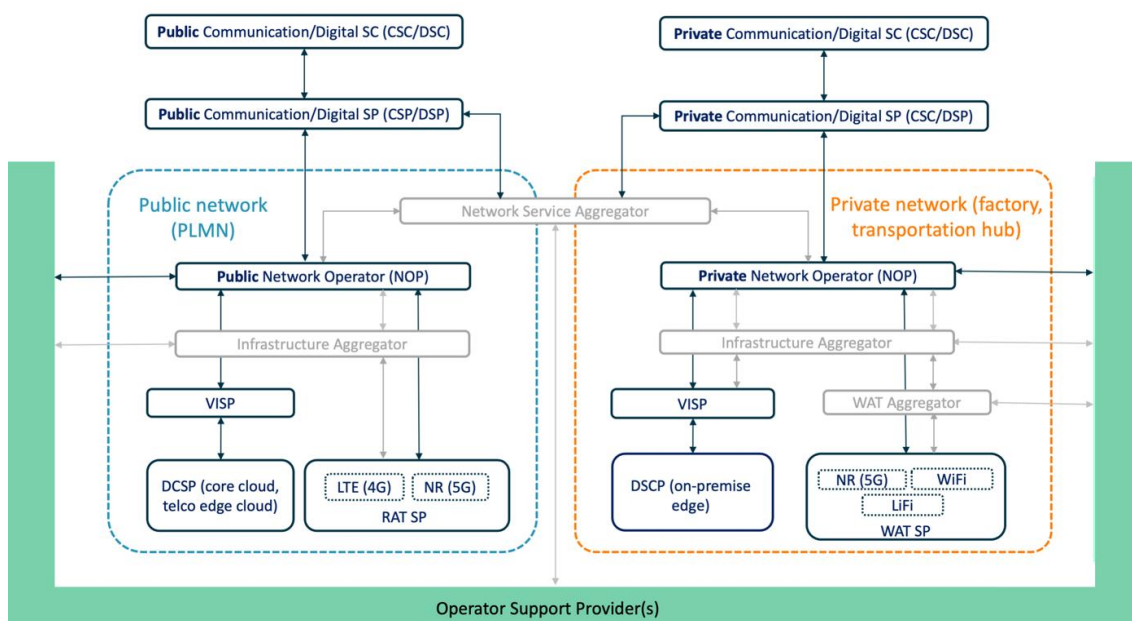 Public Communication/Digital SC (CSC/DSC)
Private Communication/Digital SC (CSC/DSC)
Public Communication/Digital SP (CSP/DSP)
Private Communication/Digital SP (CSC/DSP)
Public network
(PLMN)
Network Service Aggregator
Private network (factory,
transportation hub)
Public Network Operator (NOP)
Private Network Operator (NOP)
Infrastructure Aggregator
Infrastructure Aggregator
VISP
VISP
WAT Aggregator
DCSP (core cloud,
telco edge cloud)
LTE (4G)
NR (5G)
RAT SP
DSCP (on-premise
edge)
NR (5G)
WiFi
LiFi
WAT SP
Operator Support Provider(s)